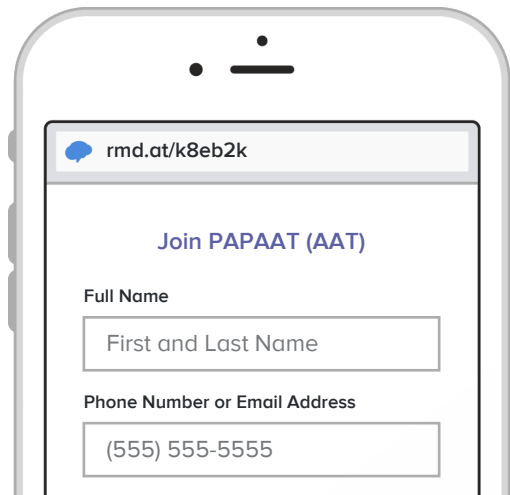 rmd.at/k8eb2k
Join PAPAAT (AAT)
Full Name
First and Last Name
Phone Number or Email Address
(555) 555-5555